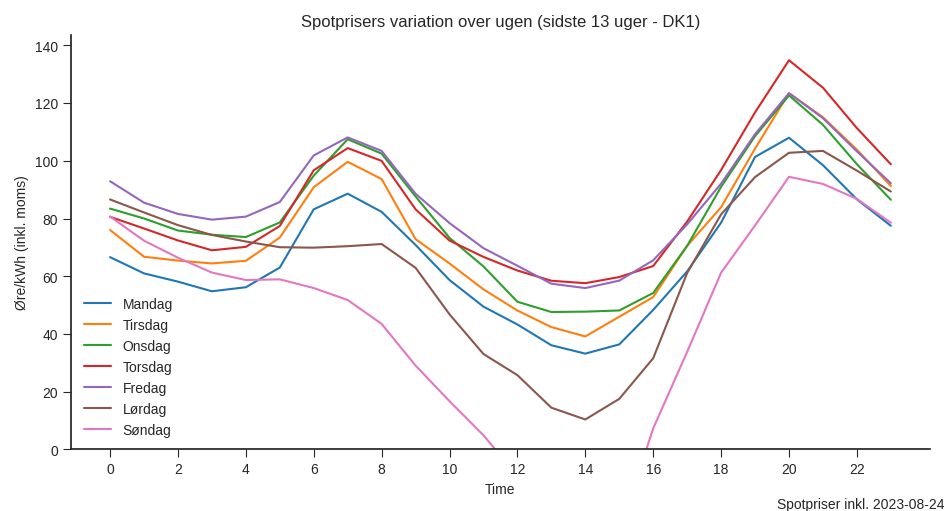 Spotprisers variation over ugen (sidste 13 uger - DK1)
Øre/kWh (inkl. moms)
140
120
100
80
60
40
20
0
Mandag
Tirsdag
Onsdag
Torsdag
Fredag
Lørdag
Søndag
0 2 4 6 8 10 12 14 16 18 20 22
Time
Spotpriser inkl. 2023-08-24